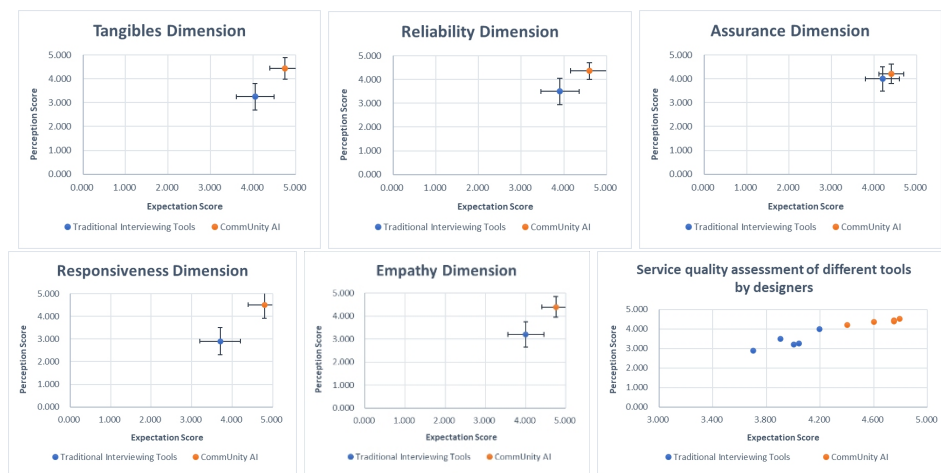 Tangibles Dimension
5.000
4.000
3.000
2.000
1.000
0.000
Perception Score
0.000 1.000 2.000 3.000 4.000 5.000
Expectation Score
Traditional Interviewing Tools CommUnity AI
Reliability Dimension
5.000
4.000
3.000
2.000
1.000
0.000
Perception Score
0.000 1.000 2.000 3.000 4.000 5.000
Expectation Score
Traditional Interviewing Tools CommUnity AI
Assurance Dimension
5.000
4.000
3.000
2.000
1.000
0.000
Perception Score
0.000 1.000 2.000 3.000 4.000 5.000
Expectation Score
Traditional Interviewing Tools CommUnity AI
Responsiveness Dimension
5.000
4.000
3.000
2.000
1.000
0.000
Perception Score
0.000 1.000 2.000 3.000 4.000 5.000
Expectation Score
Traditional Interviewing Tools CommUnity AI
Empathy Dimension
5.000
4.000
3.000
2.000
1.000
0.000
Perception Score
0.000 1.000 2.000 3.000 4.000 5.000
Expectation Score
Traditional Interviewing Tools CommUnity AI
Service quality assessment of different tools
by designers
5.000
4.000
3.000
2.000
1.000
0.000
Perception Score
3.000 3.400 3.800 4.200 4.600 5.000
Expectation Score
Traditional Interviewing Tools CommUnity AI